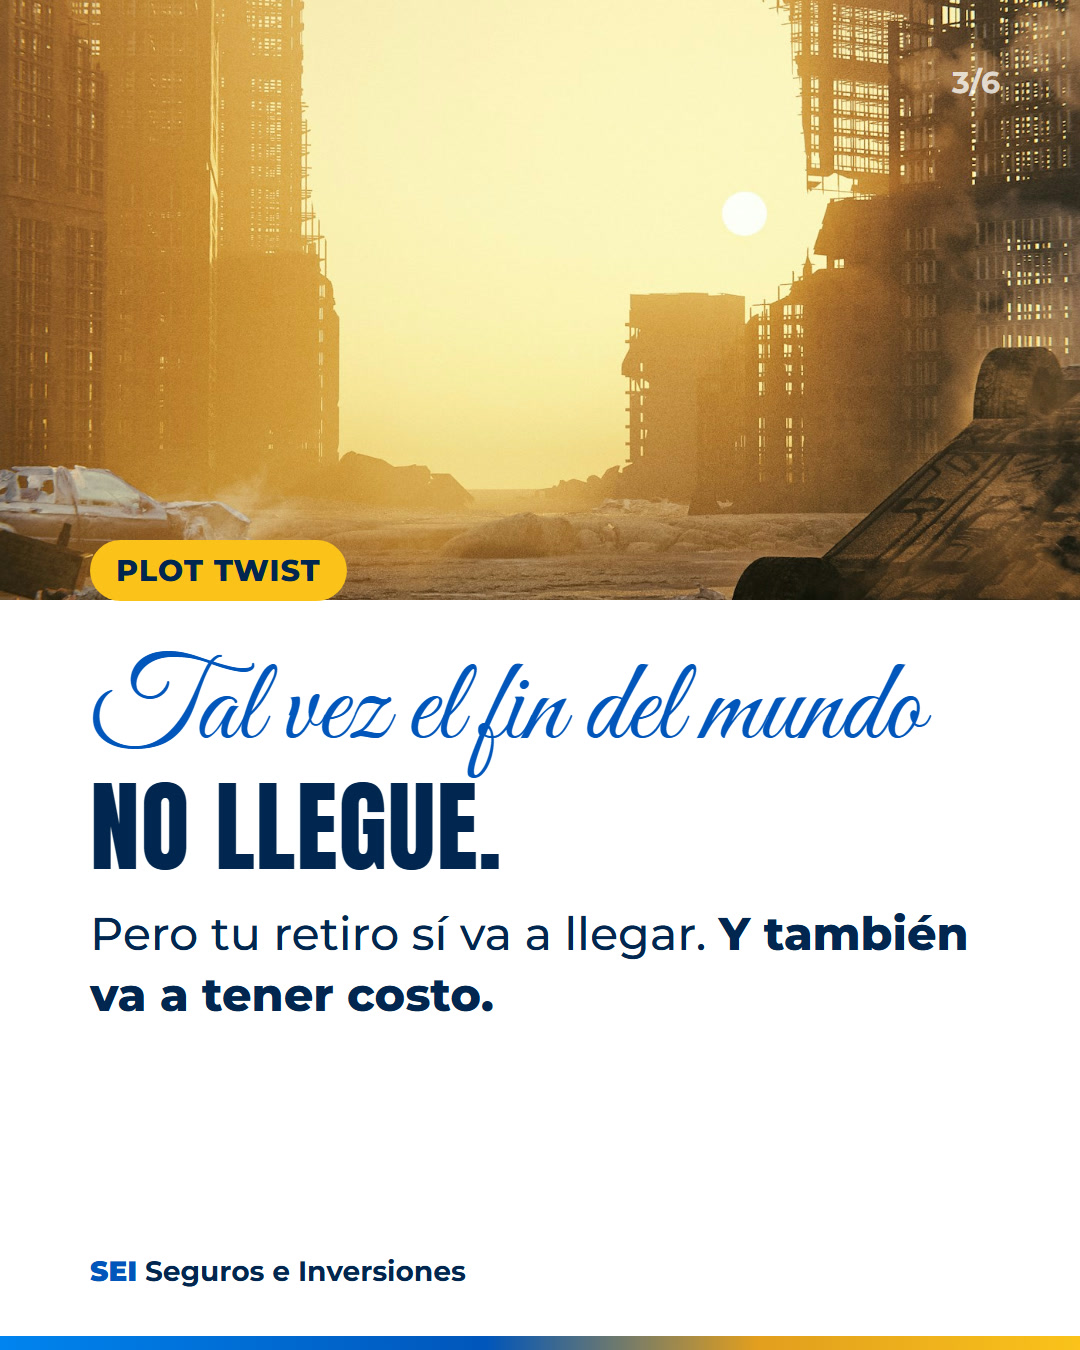 3/6
PLOT TWIST
Tal vez el fin del mundo
NO LLEGUE.
Pero tu retiro sí va a llegar. Y también
va a tener costo.
SEI Seguros e Inversiones